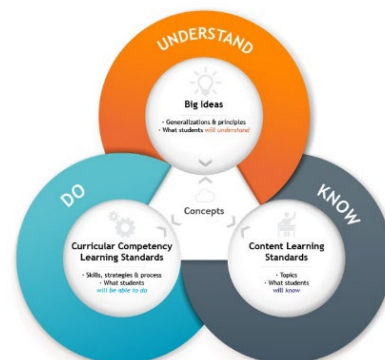 UNDERSTAND
Big Ideas
• Generalizations & principles
• What students will understand
DO
KNOW
Concepts
Curricular Competency
Learning Standards
• Skills, strategies & process
• What students
will be able to do
Content Learning
Standards
• Topics
• What students
will know